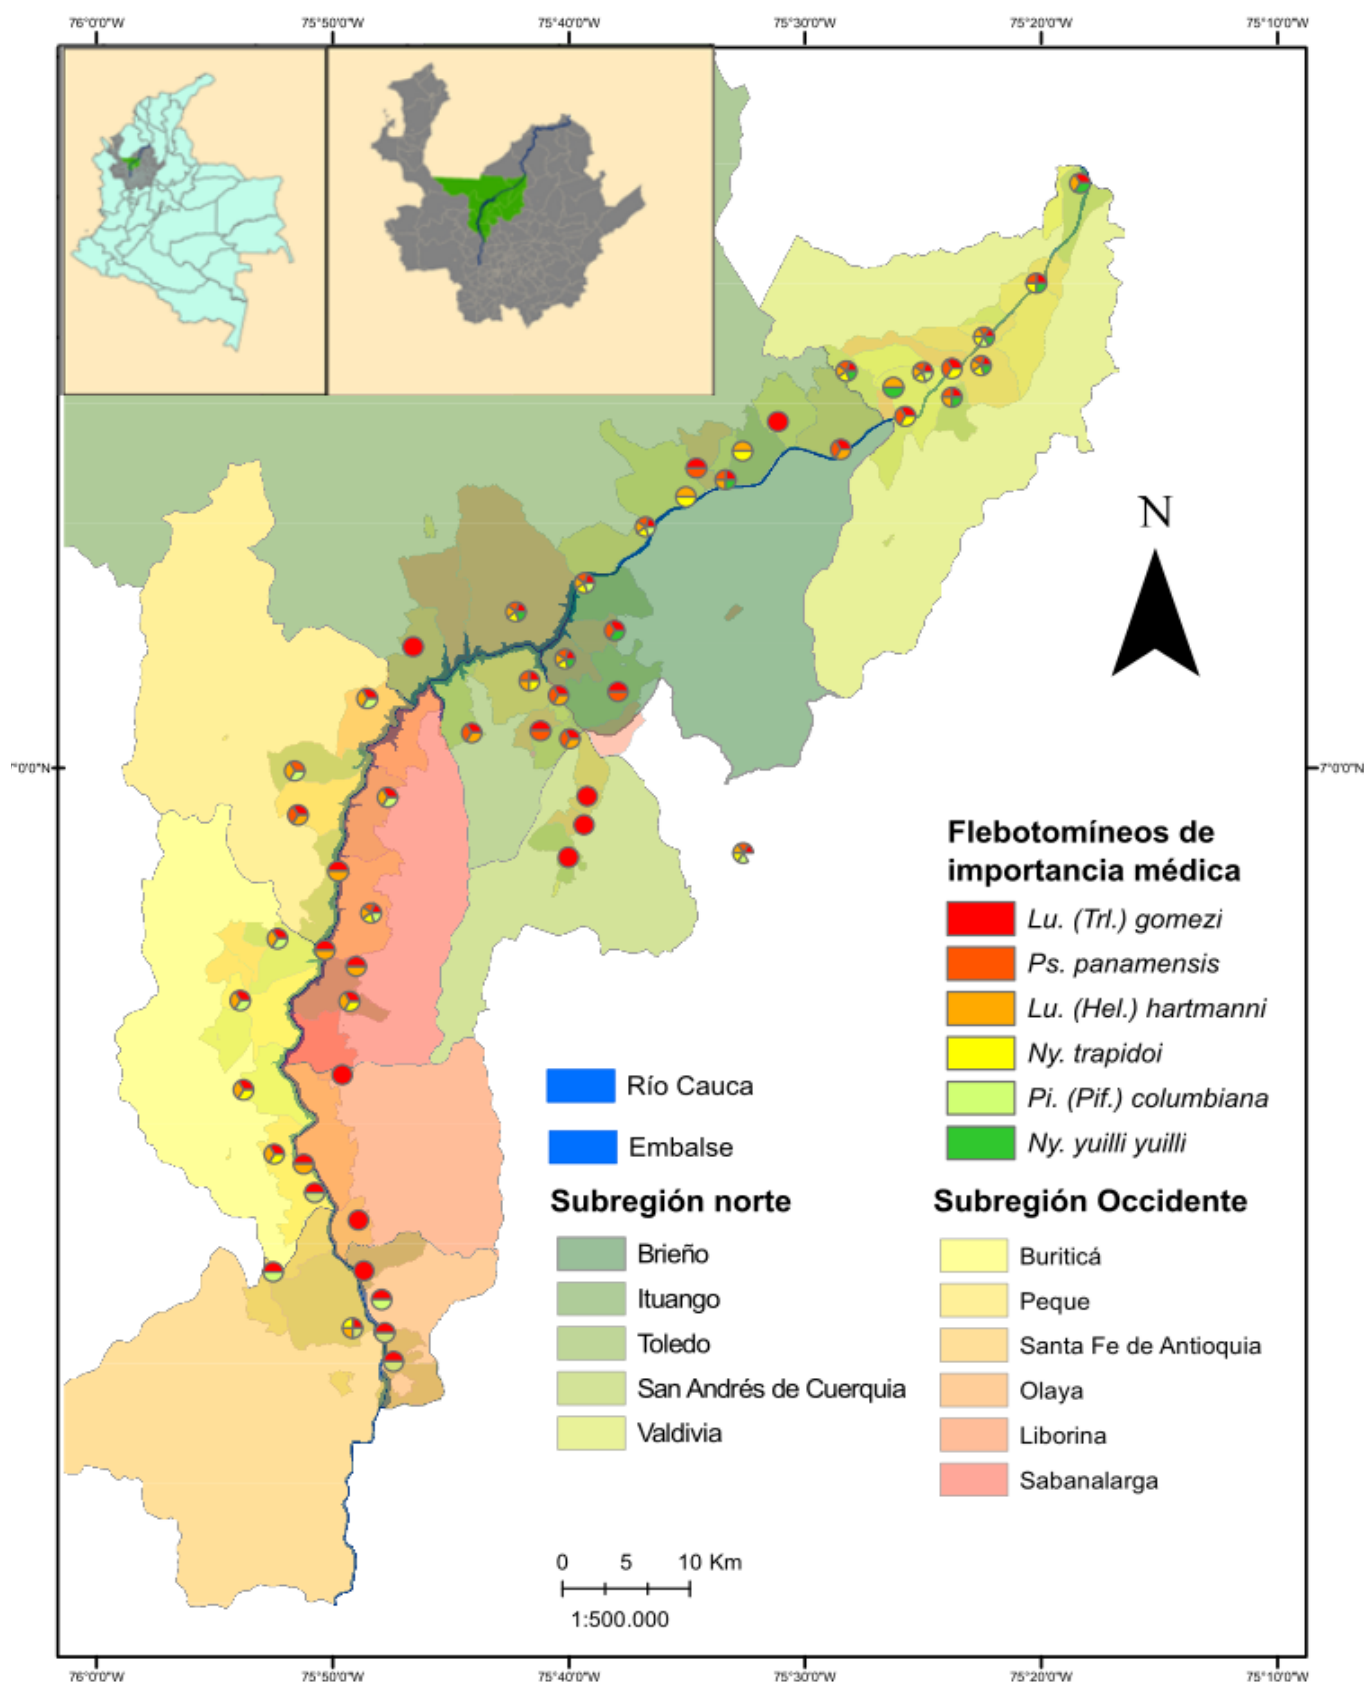 76°0'0"W 75°50'0"W 75°40'0"W 75°30'0"W 75°20'0"W 75°10'0"W
N
7°0'0"N 7°0'0"N
Flebotomíneos de
importancia médica
Lu. (Trl.) gomezi
Ps. panamensis
Lu. (Hel.) hartmanni
Ny. trapidoi
Pi. (Pif.) columbiana
Ny. yuilli yuilli
Río Cauca
Embalse
Subregión norte
Brieño
Ituango
Toledo
San Andrés de Cuerquia
Valdivia
Subregión Occidente
Buriticá
Peque
Santa Fe de Antioquia
Olaya
Liborina
Sabanalarga
0 5 10 Km
1:500.000
76°0'0"W 75°50'0"W 75°40'0"W 75°30'0"W 75°20'0"W 75°10'0"W